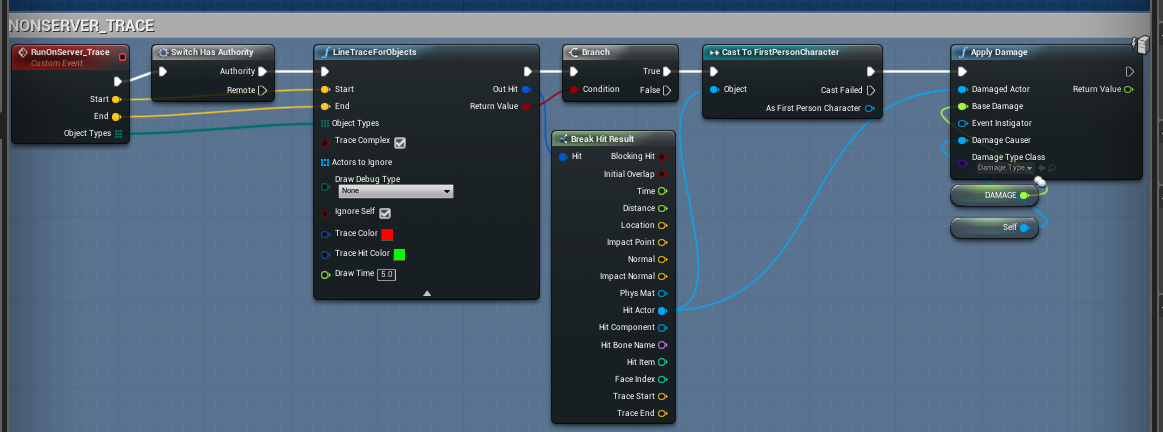 NONSERVER_TRACE
RunOnServer_Trace
Custom Event
Start
End
Object Types
Switch Has Authority
Authority
Remote
LineTraceForObjects
Start
End
Object Types
Trace Complex
Actors to Ignore
Draw Debug Type
None
Ignore Self
Trace Color
Trace Hit Color
Draw Time 5.0
Out Hit
Return Value
Branch
Condition
True
False
Break Hit Result
Hit
Blocking Hit
Initial Overlap
Time
Distance
Location
Impact Point
Normal
Impact Normal
Phys Mat
Hit Actor
Hit Component
Hit Bone Name
Hit Item
Face Index
Trace Start
Trace End
Cast To FirstPersonCharacter
Object
Cast Failed
As First Person Character
Apply Damage
Damaged Actor
Base Damage
Event Instigator
Damage Causer
Damage Type Class
Damage Type
Return Value
DAMAGE
Self